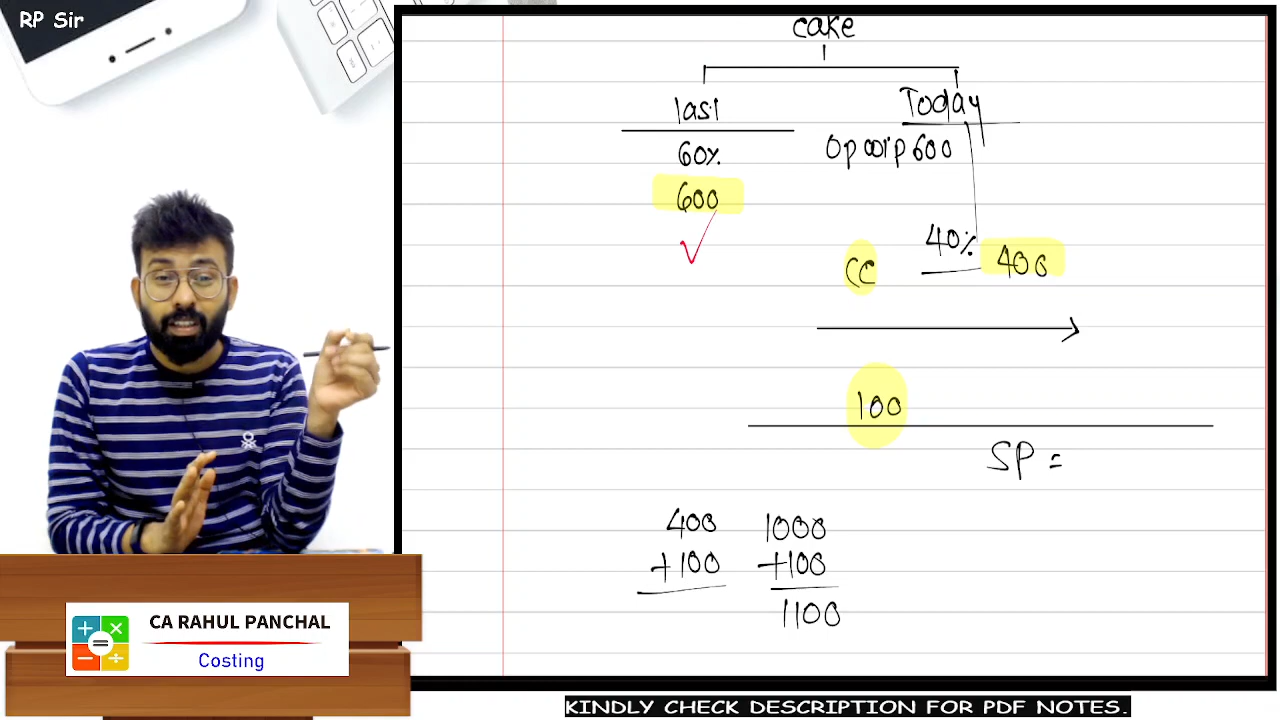 RP Sir
cake
last
Today
60%
Op WIP 600
600
40%
CC
400
100
SP =
400
1000
+100
+100
1100
CA RAHUL PANCHAL
Costing
KINDLY CHECK DESCRIPTION FOR PDF NOTES.